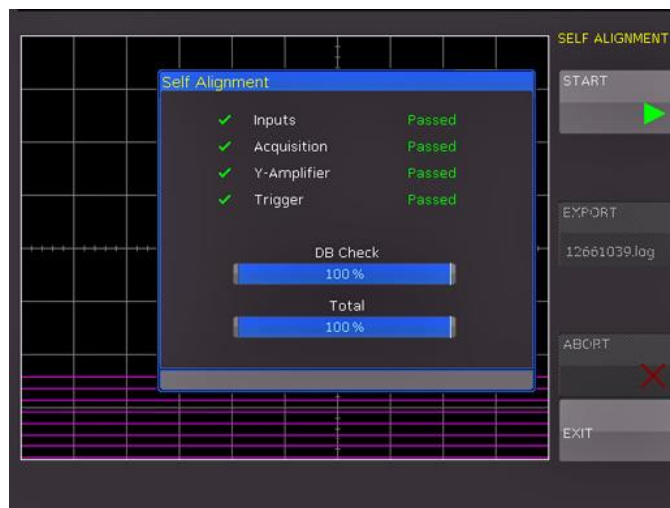 SELF ALIGNMENT
Self Alignment
START
Inputs Passed
Acquisition Passed
Y-Amplifier Passed
Trigger Passed
EXPORT
12661039.log
DB Check
100 %
Total
100 %
ABORT
EXIT